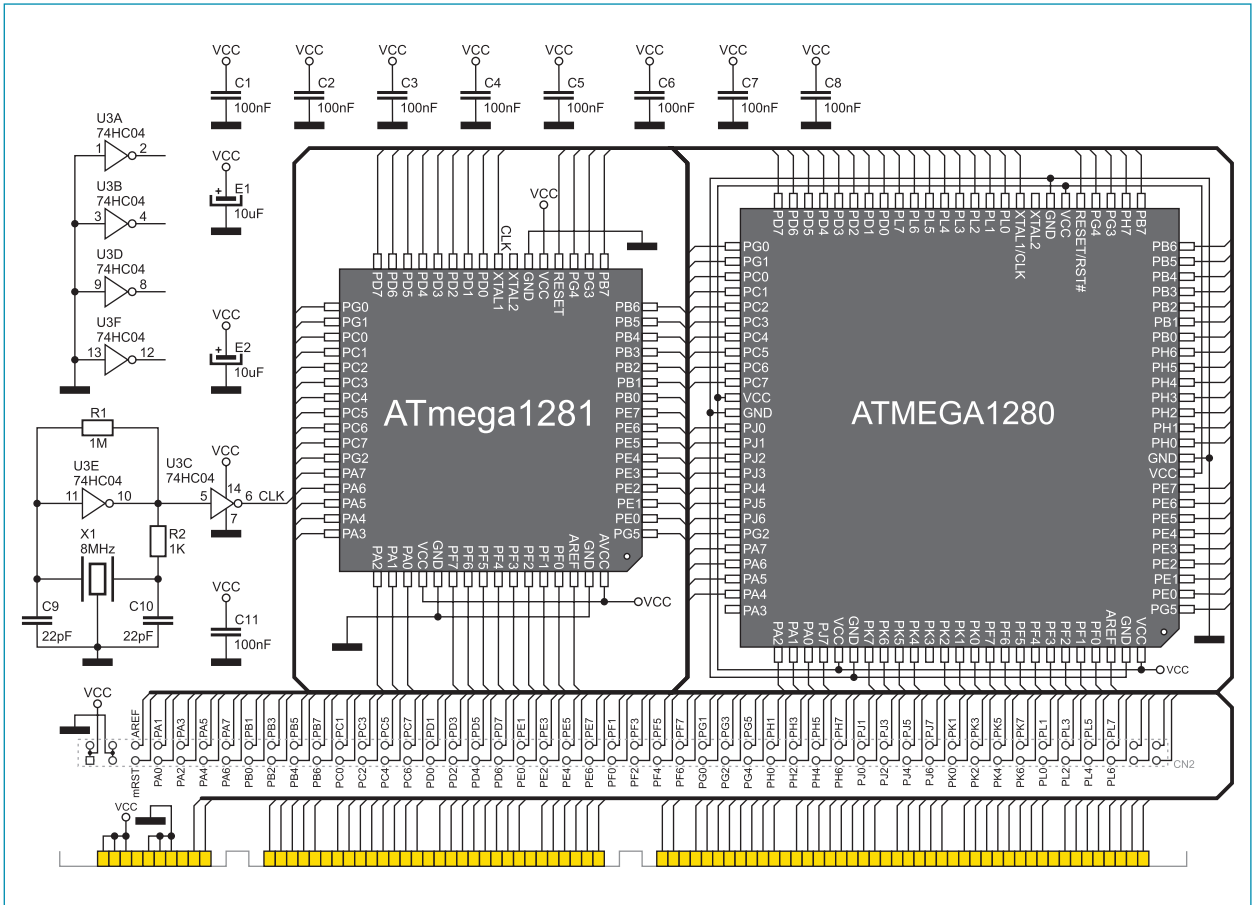 VCC VCC VCC VCC VCC VCC VCC VCC
C1 C2 C3 C4 C5 C6 C7 C8
100nF 100nF 100nF 100nF 100nF 100nF 100nF 100nF
U3A
74HC04
1 2
U3B
74HC04
3 4
U3D
74HC04
9 8
U3F
74HC04
13 12
VCC
+
E1
10uF
VCC
+
E2
10uF
R1
1M
U3E
74HC04
11 10
X1
8MHz
R2
1K
C9
22pF
C10
22pF
U3C
74HC04
VCC
5 14 6 CLK
7
VCC
C11
100nF
VCC
CLK
PD7 PD6 PD5 PD4 PD3 PD2 PD1 PD0 XTAL1 XTAL2 GND VCC RESET PG4 PG3 PB7
PG0
PG1
PC0
PC1
PC2
PC3
PC4
PC5
PC6
PC7
PG2
PA7
PA6
PA5
PA4
PA3
ATmega1281
PB6
PB5
PB4
PB3
PB2
PB1
PB0
PE7
PE6
PE5
PE4
PE3
PE2
PE1
PE0
PG5
PA2 PA1 PA0 VCC GND PF7 PF6 PF5 PF4 PF3 PF2 PF1 PF0 AREF GND AVCC
VCC
PD7 PD6 PD5 PD4 PD3 PD2 PD1 PD0 PL7 PL6 PL5 PL4 PL3 PL2 PL1 PL0 XTAL1/CLK XTAL2 GND VCC RESET/RST# PG4 PG3 PH7 PB7
PG0
PG1
PC0
PC1
PC2
PC3
PC4
PC5
PC6
PC7
VCC
GND
PJ0
PJ1
PJ2
PJ3
PJ4
PJ5
PJ6
PG2
PA7
PA6
PA5
PA4
PA3
ATMEGA1280
PB6
PB5
PB4
PB3
PB2
PB1
PB0
PH6
PH5
PH4
PH3
PH2
PH1
PH0
GND
VCC
PE7
PE6
PE5
PE4
PE3
PE2
PE1
PE0
PG5
PA2 PA1 PA0 PJ7 VCC GND PK7 PK6 PK5 PK4 PK3 PK2 PK1 PK0 PF7 PF6 PF5 PF4 PF3 PF2 PF1 PF0 AREF GND VCC
VCC
VCC
AREF PA1 PA3 PA5 PA7 PB1 PB3 PB5 PB7 PC1 PC3 PC5 PC7 PD1 PD3 PD5 PD7 PE1 PE3 PE5 PE7 PF1 PF3 PF5 PF7 PG1 PG3 PG5 PH1 PH3 PH5 PH7 PJ1 PJ3 PJ5 PJ7 PK1 PK3 PK5 PK7 PL1 PL3 PL5 PL7
mRST PA0 PA2 PA4 PA6 PB0 PB2 PB4 PB6 PC0 PC2 PC4 PC6 PD0 PD2 PD4 PD6 PE0 PE2 PE4 PE6 PF0 PF2 PF4 PF6 PG0 PG2 PG4 PH0 PH2 PH4 PH6 PJ0 PJ2 PJ4 PJ6 PK0 PK2 PK4 PK6 PL0 PL2 PL4 PL6
CN2
VCC